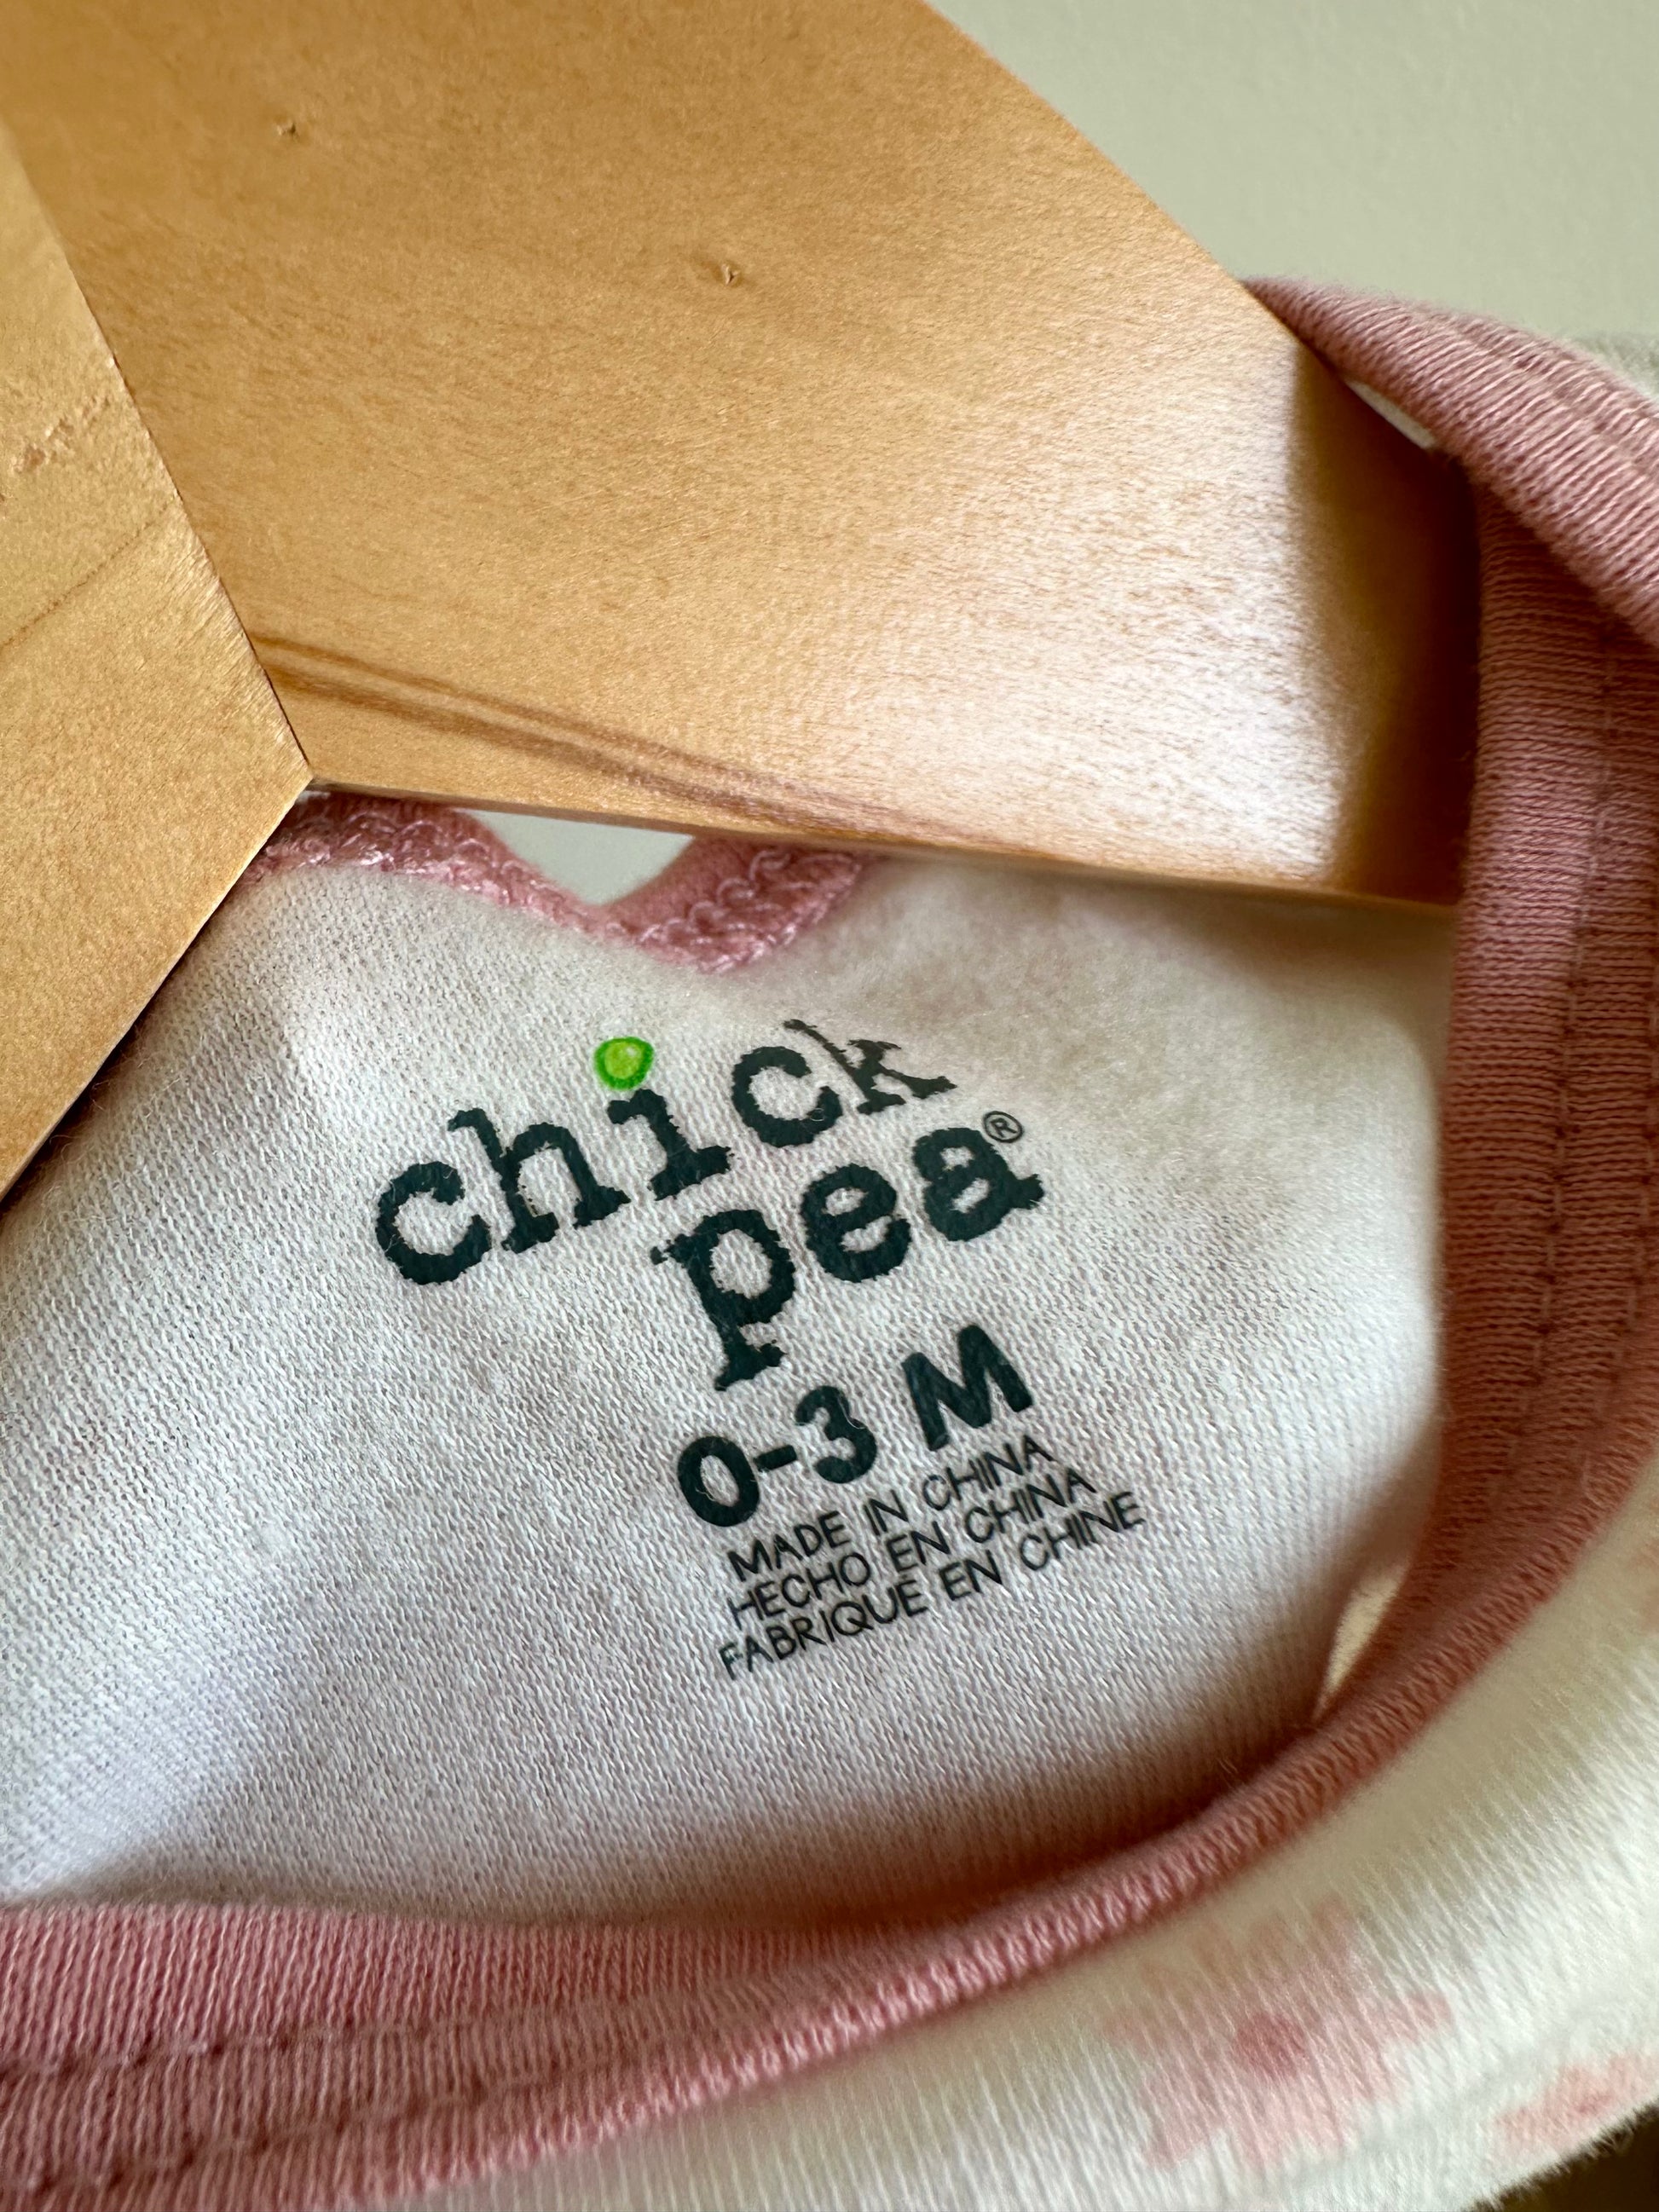 chick
pea®
0-3 M
MADE IN CHINA
HECHO EN CHINA
FABRIQUÉ EN CHINE